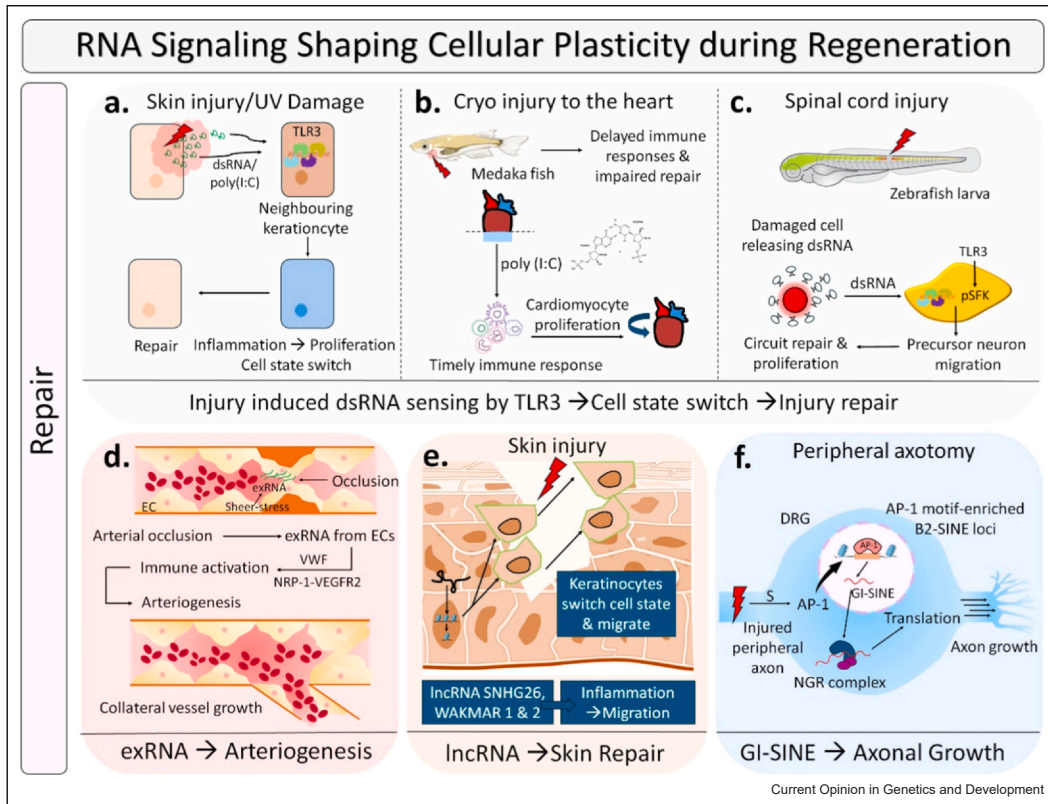 RNA Signaling Shaping Cellular Plasticity during Regeneration
Repair
a. Skin injury/UV Damage
dsRNA/
poly(I:C)
TLR3
Neighbouring
kerationcyte
Repair
Inflammation → Proliferation
Cell state switch
b. Cryo injury to the heart
Medaka fish
Delayed immune
responses &
impaired repair
poly (I:C)
Cardiomyocyte
proliferation
Timely immune response
c. Spinal cord injury
Zebrafish larva
Damaged cell
releasing dsRNA
dsRNA
TLR3
pSFK
Circuit repair &
proliferation
Precursor neuron
migration
Injury induced dsRNA sensing by TLR3 →Cell state switch →Injury repair
d.
exRNA
Occlusion
EC
Sheer-stress
Arterial occlusion
exRNA from ECs
VWF
Immune activation
NRP-1-VEGFR2
Arteriogenesis
Collateral vessel growth
exRNA → Arteriogenesis
e. Skin injury
Keratinocytes
switch cell state
& migrate
lncRNA SNHG26,
WAKMAR 1 & 2
Inflammation
→Migration
lncRNA →Skin Repair
f. Peripheral axotomy
DRG
AP-1 motif-enriched
B2-SINE loci
AP-1
GI-SINE
S
AP-1
Injured
peripheral
axon
Translation
Axon growth
NGR complex
GI-SINE → Axonal Growth
Current Opinion in Genetics and Development